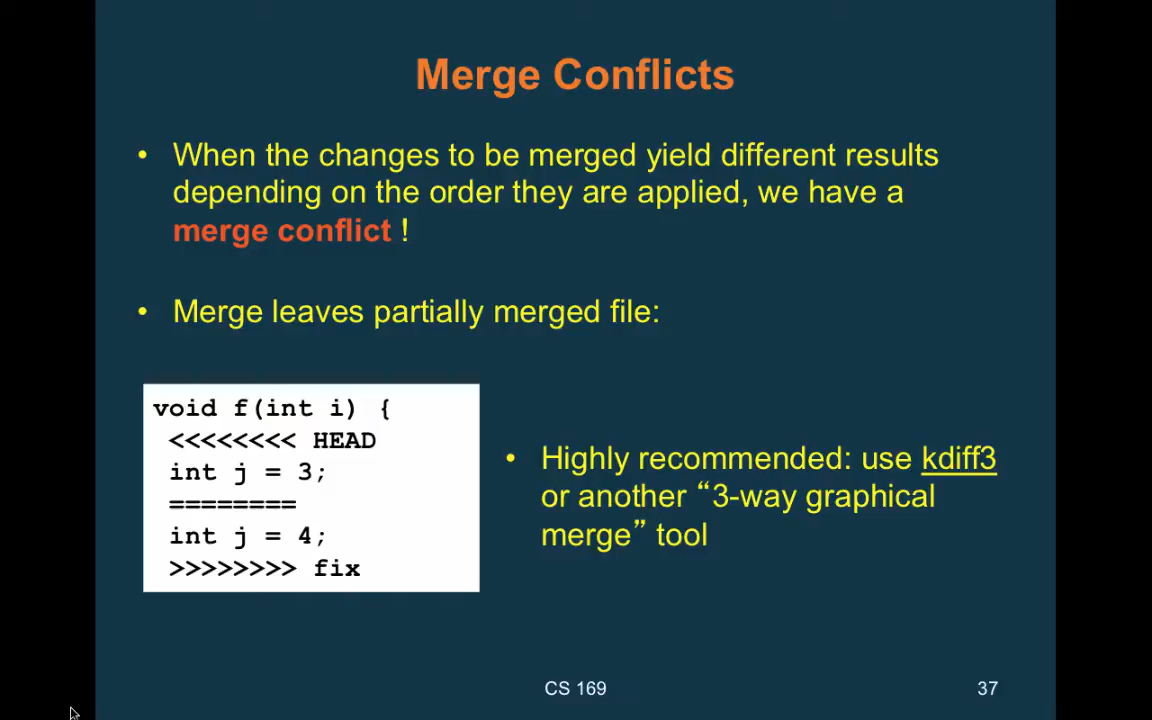 Merge Conflicts
• When the changes to be merged yield different results
depending on the order they are applied, we have a
merge conflict !
• Merge leaves partially merged file:
void f(int i) {
<<<<<<<< HEAD
int j = 3;
========
int j = 4;
>>>>>>>> fix
• Highly recommended: use kdiff3
or another “3-way graphical
merge” tool
CS 169
37